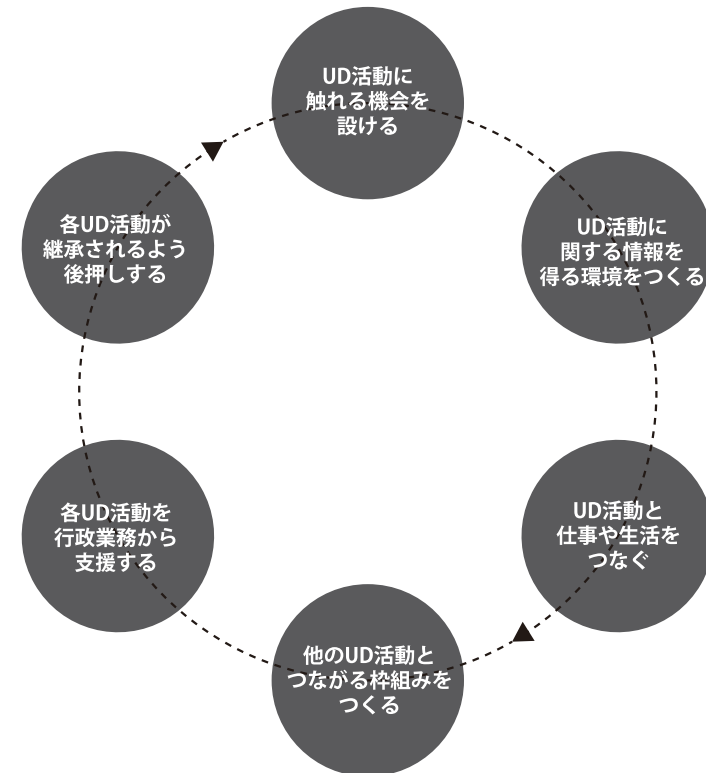 UD活動に
触れる機会を
設ける
UD活動に
関する情報を
得る環境をつくる
UD活動と
仕事や生活を
つなぐ
他のUD活動と
つながる枠組みを
つくる
各UD活動を
行政業務から
支援する
各UD活動が
継承されるよう
後押しする